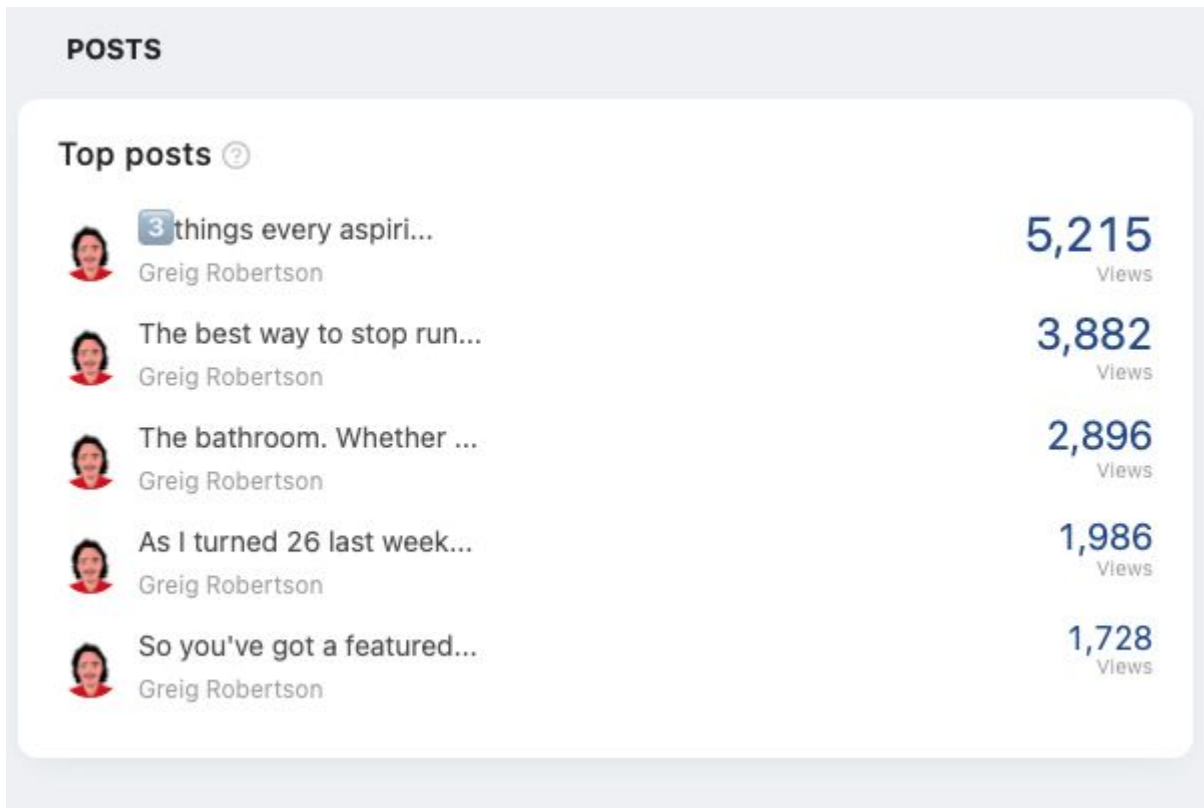 POSTS
Top posts ?
3️⃣things every aspiri...
Greig Robertson
5,215
Views
The best way to stop run...
Greig Robertson
3,882
Views
The bathroom. Whether ...
Greig Robertson
2,896
Views
As I turned 26 last week...
Greig Robertson
1,986
Views
So you've got a featured...
Greig Robertson
1,728
Views